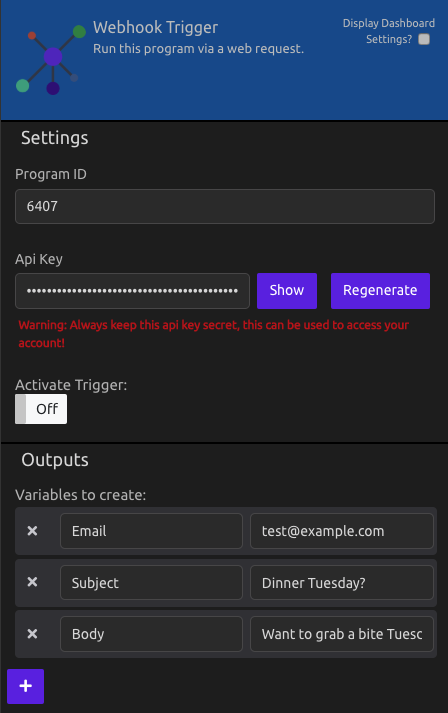 Webhook Trigger
Run this program via a web request.
Display Dashboard
Settings?
Settings
Program ID
6407
Api Key
Show
Regenerate
Warning: Always keep this api key secret, this can be used to access your
account!
Activate Trigger:
Off
Outputs
Variables to create:
Email
test@example.com
Subject
Dinner Tuesday?
Body
Want to grab a bite Tuesc